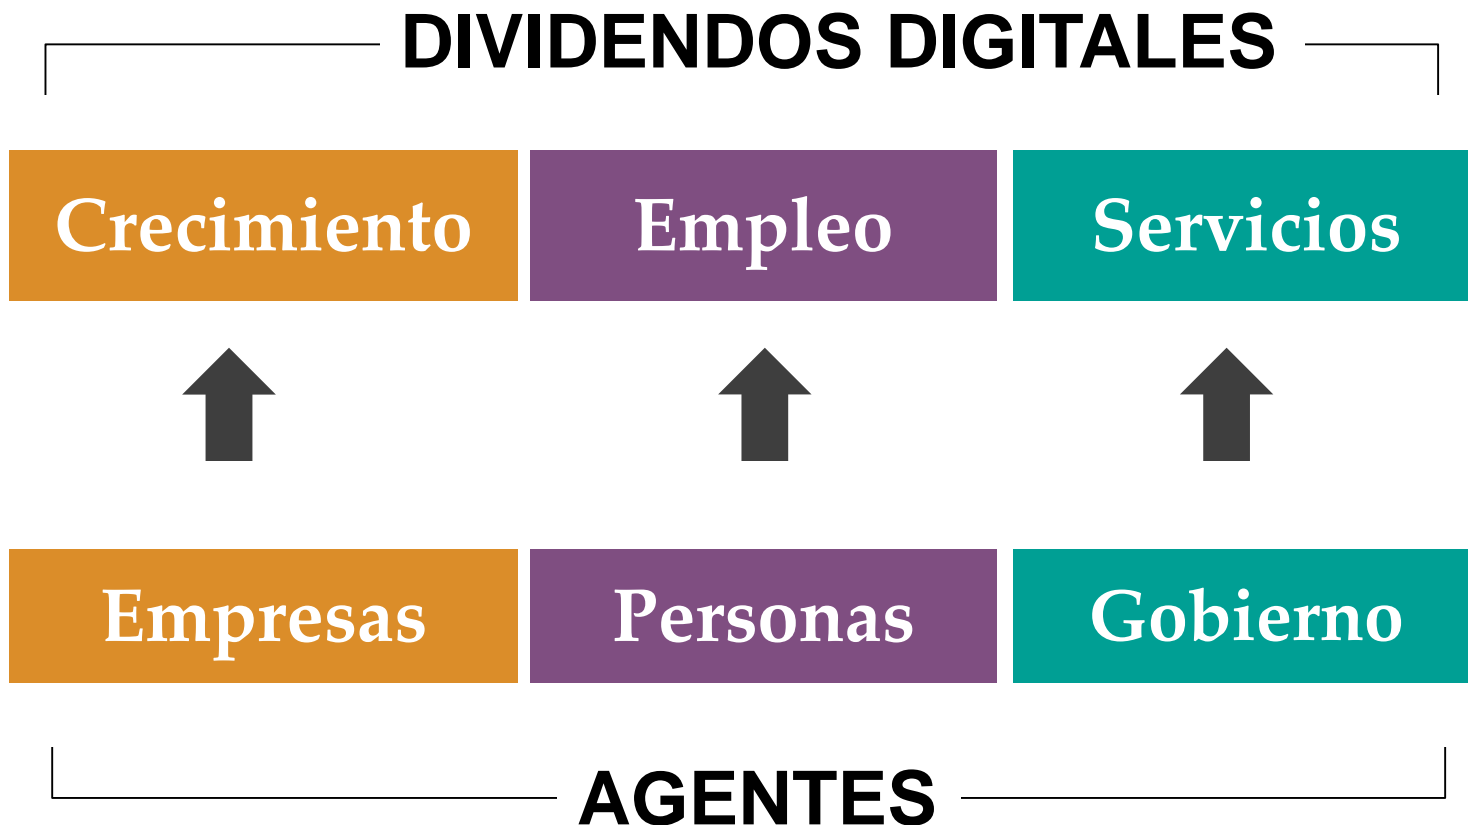 DIVIDENDOS DIGITALES
Crecimiento
Empleo
Servicios
Empresas
Personas
Gobierno
AGENTES